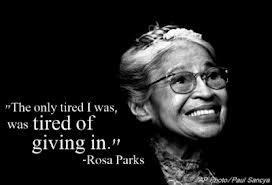 "The only tired I was,
was tired of
giving in."
-Rosa Parks
AP Photo/Paul Sancya